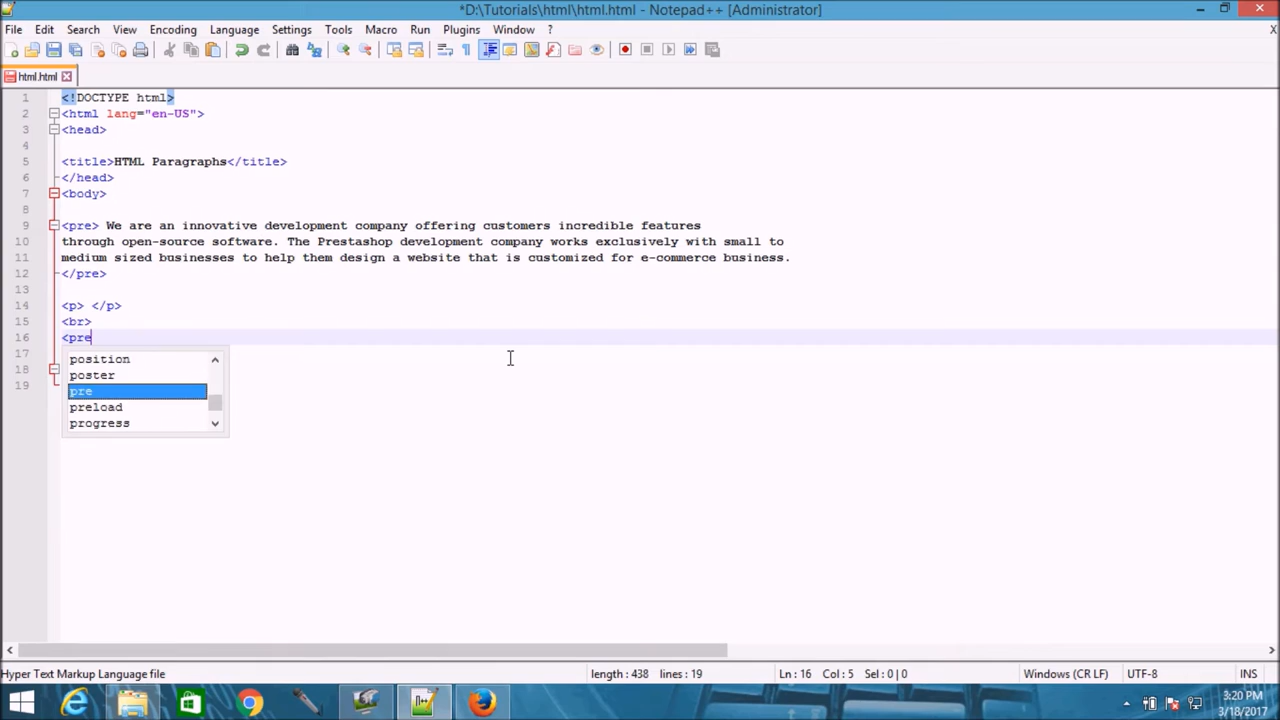 *D:\Tutorials\html\html.html - Notepad++ [Administrator]
File Edit Search View Encoding Language Settings Tools Macro Run Plugins Window ? X
html.html
1 <!DOCTYPE html>
2 <html lang="en-US">
3 <head>
4
5 <title>HTML Paragraphs</title>
6 </head>
7 <body>
8
9 <pre> We are an innovative development company offering customers incredible features
10 through open-source software. The Prestashop development company works exclusively with small to
11 medium sized businesses to help them design a website that is customized for e-commerce business.
12 </pre>
13
14 <p> </p>
15 <br>
16 <pre
17
18
19
position
poster
pre
preload
progress
Hyper Text Markup Language file length : 438 lines : 19 Ln : 16 Col : 5 Sel : 0 | 0 Windows (CR LF) UTF-8 INS
3:20 PM
3/18/2017